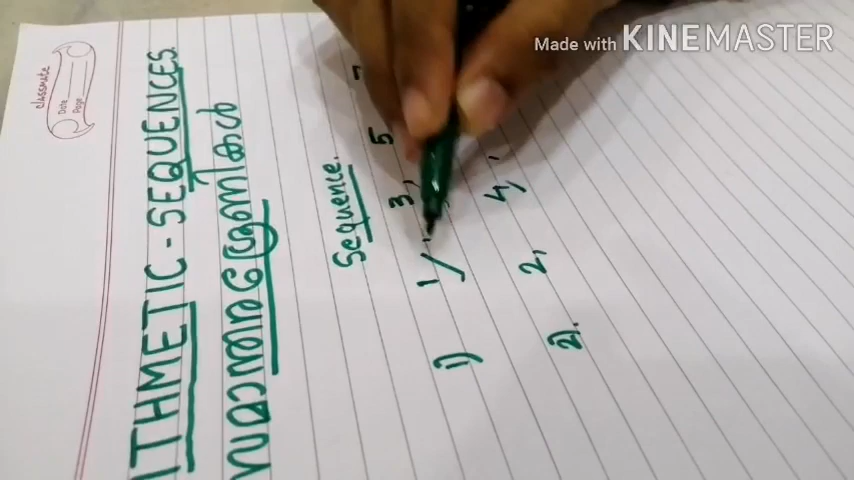 Made with KINEMASTER
classmate
Date
Page
ITHMETIC - SEQUENCES.
സമാന്തരശ്രേണികൾ
Sequence.
1) 1, 3, 5 7
2). 2, 4,